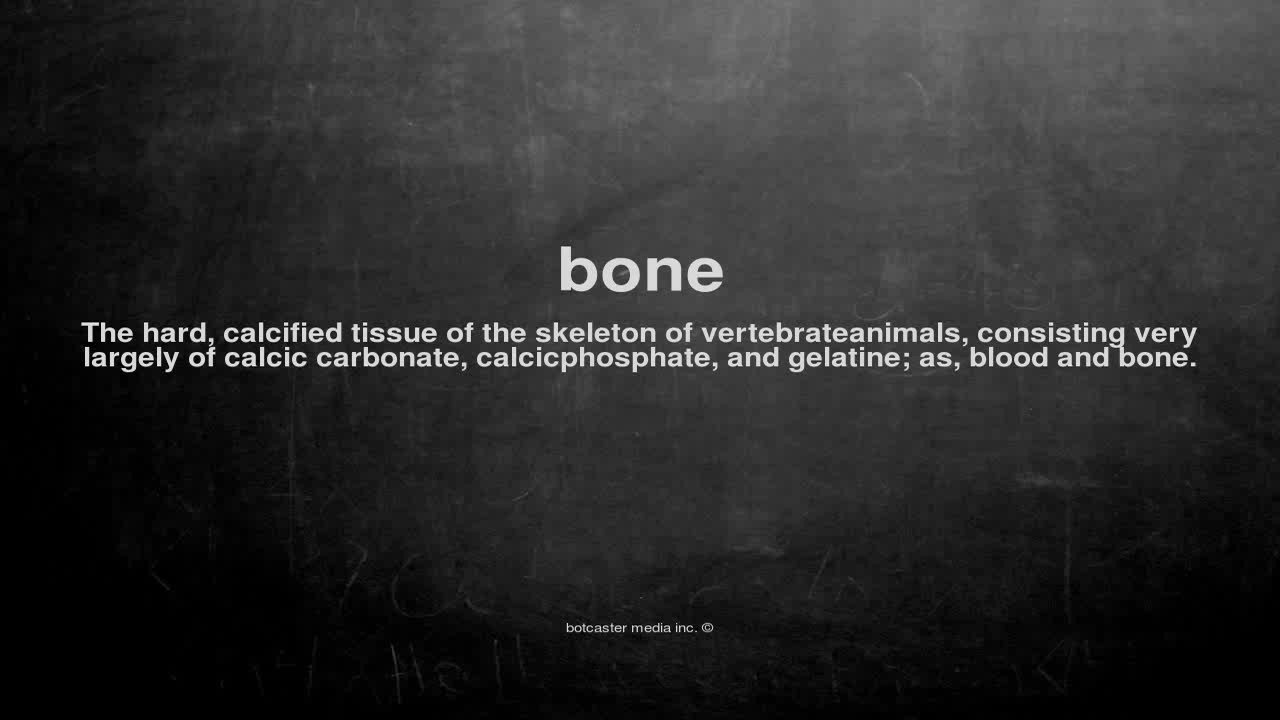 bone
The hard, calcified tissue of the skeleton of vertebrateanimals, consisting very
largely of calcic carbonate, calcicphosphate, and gelatine; as, blood and bone.
botcaster media inc. ©